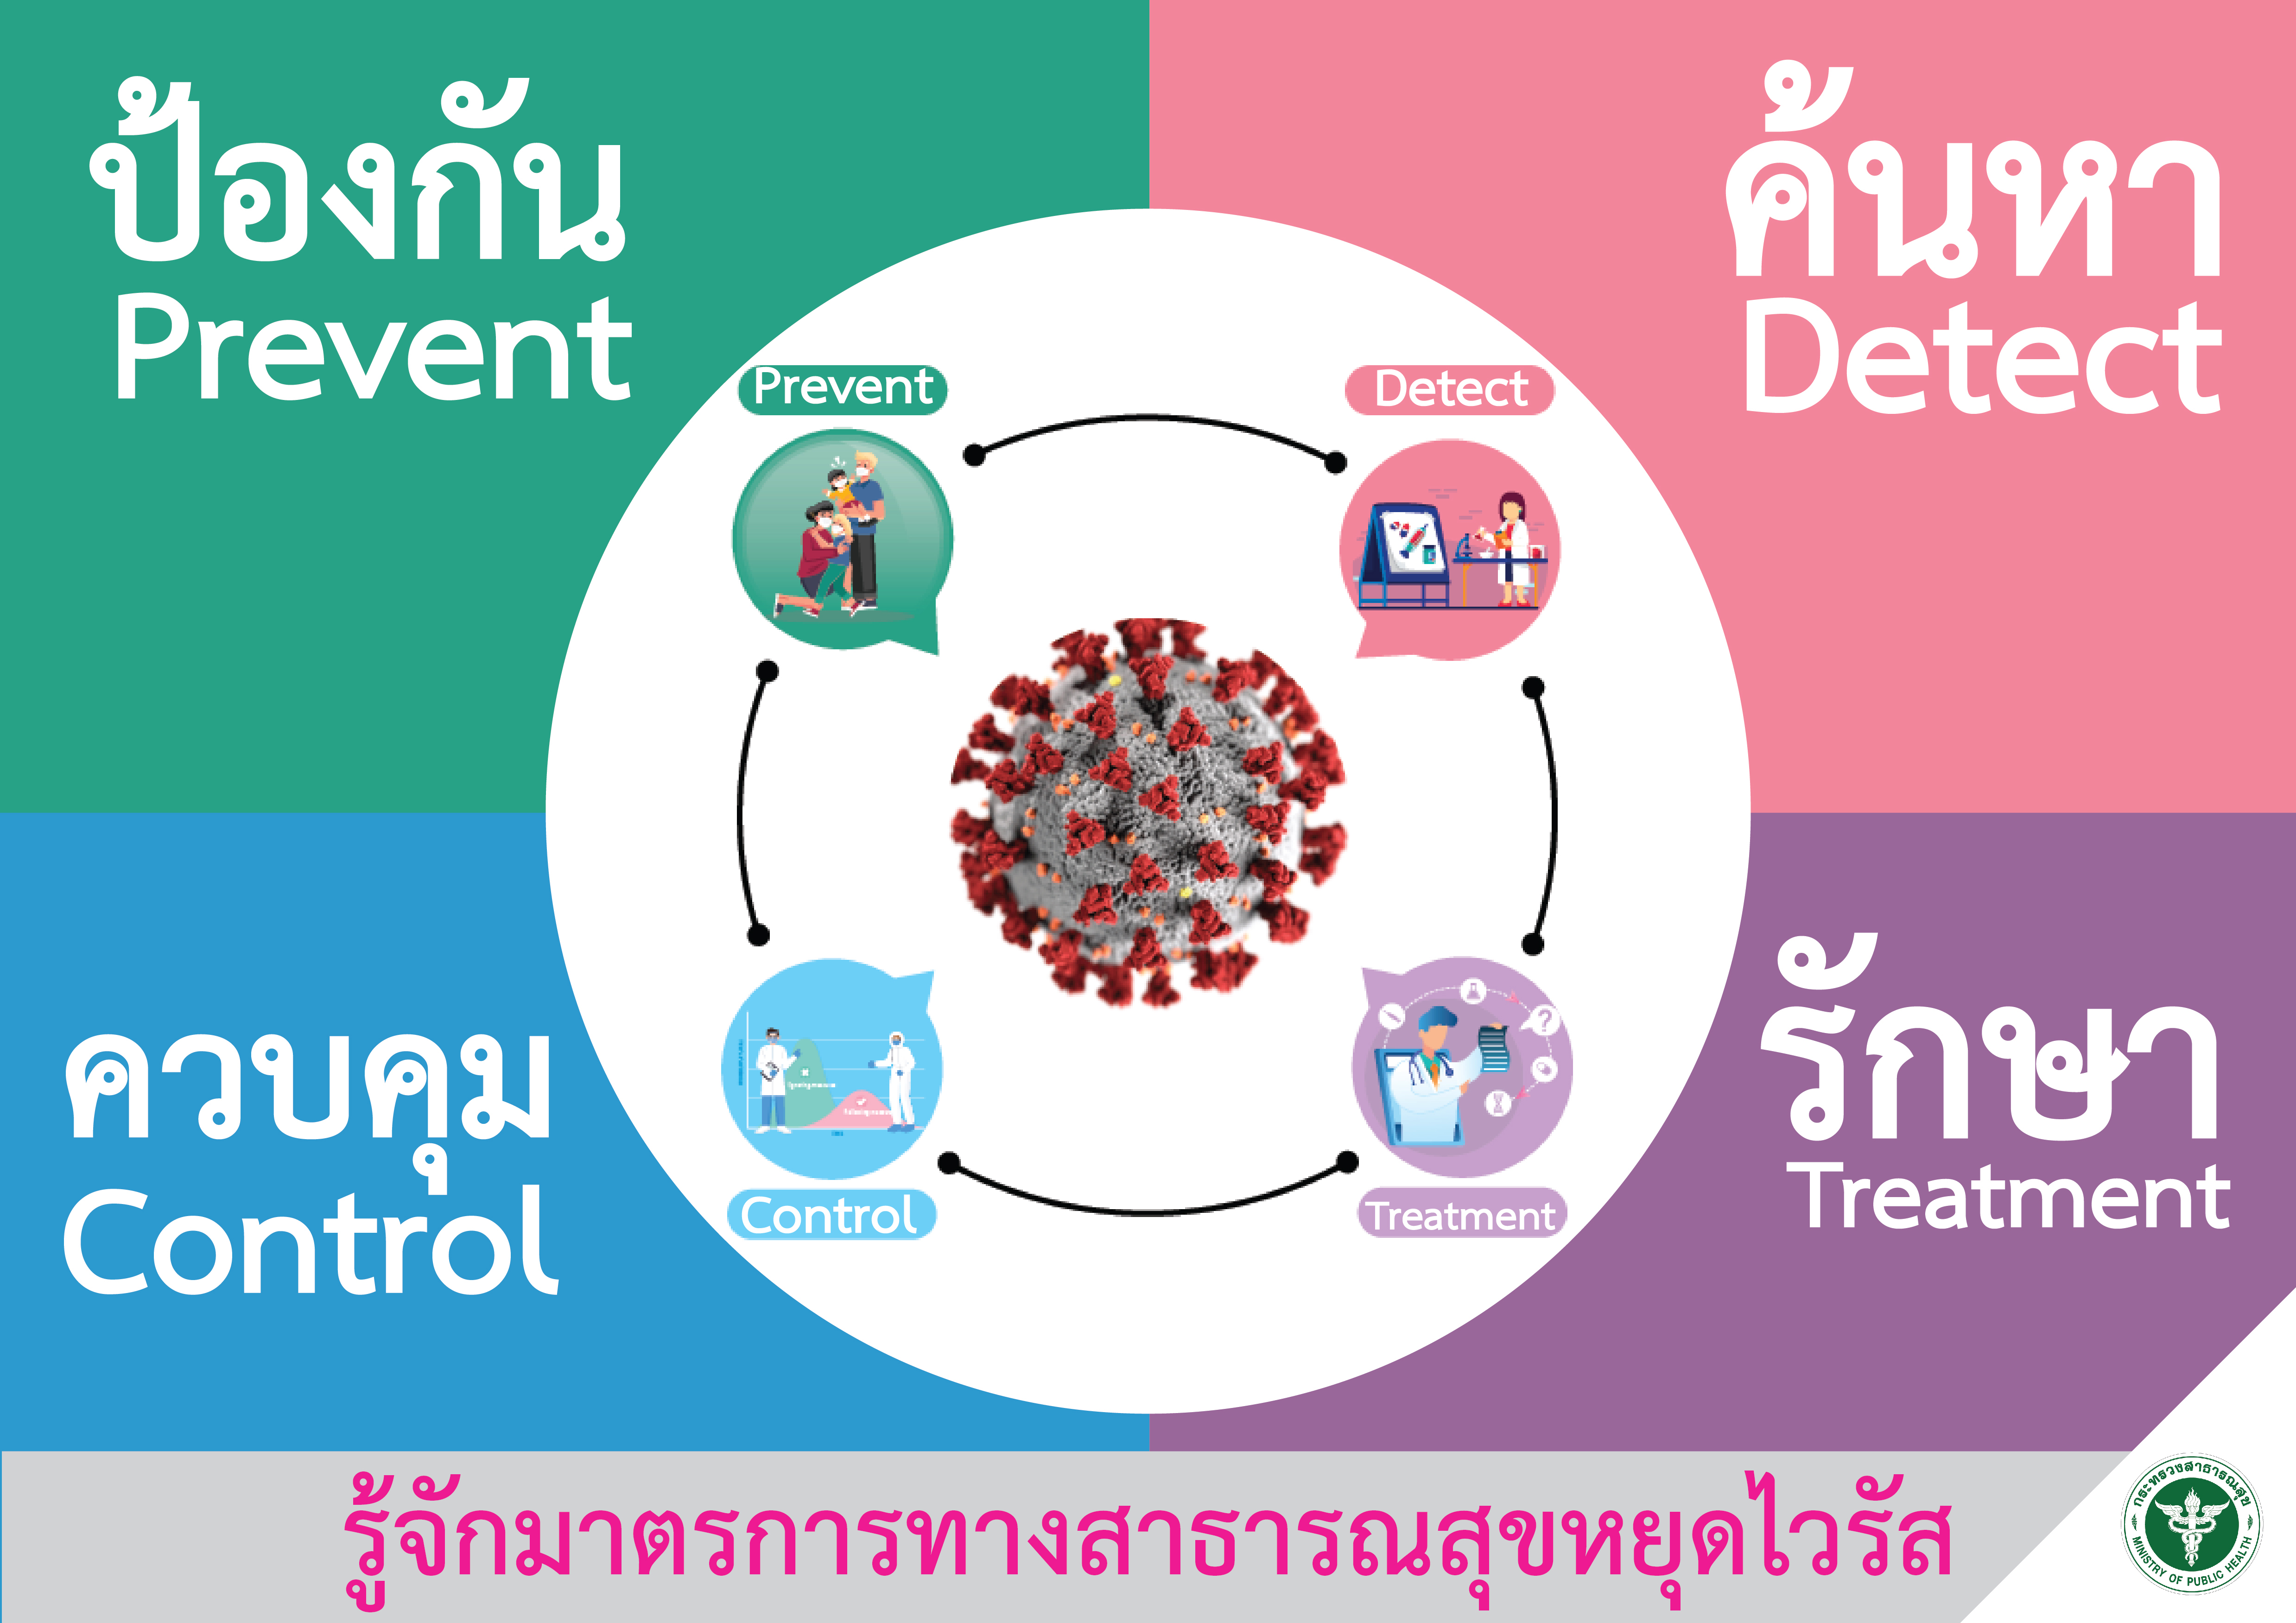 ป้องกัน
Prevent
ค้นหา
Detect
Prevent
Detect
ควบคุม
Control
รักษา
Treatment
Control
Treatment
รู้จักมาตรการทางสาธารณสุขหยุดไวรัส
กระทรวงสาธารณสุข
MINISTRY OF PUBLIC HEALTH